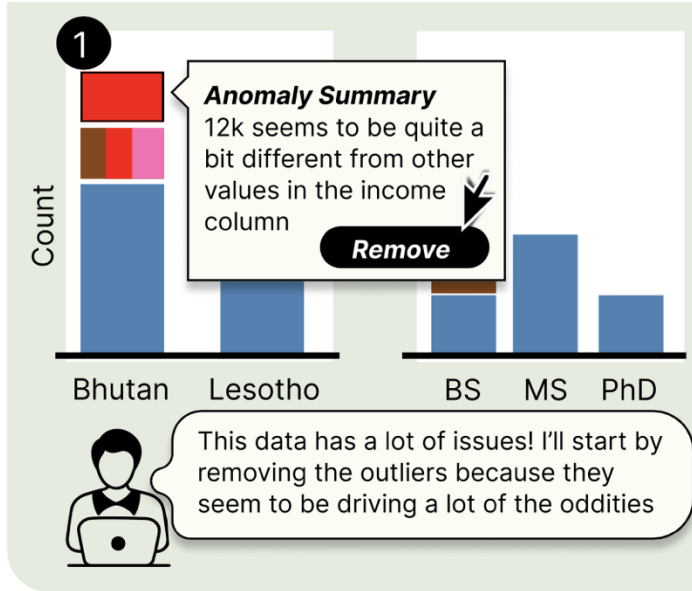 1
Anomaly Summary
12k seems to be quite a
bit different from other
values in the income
column
Remove
Count
Bhutan
Lesotho
BS
MS
PhD
This data has a lot of issues! I’ll start by
removing the outliers because they
seem to be driving a lot of the oddities